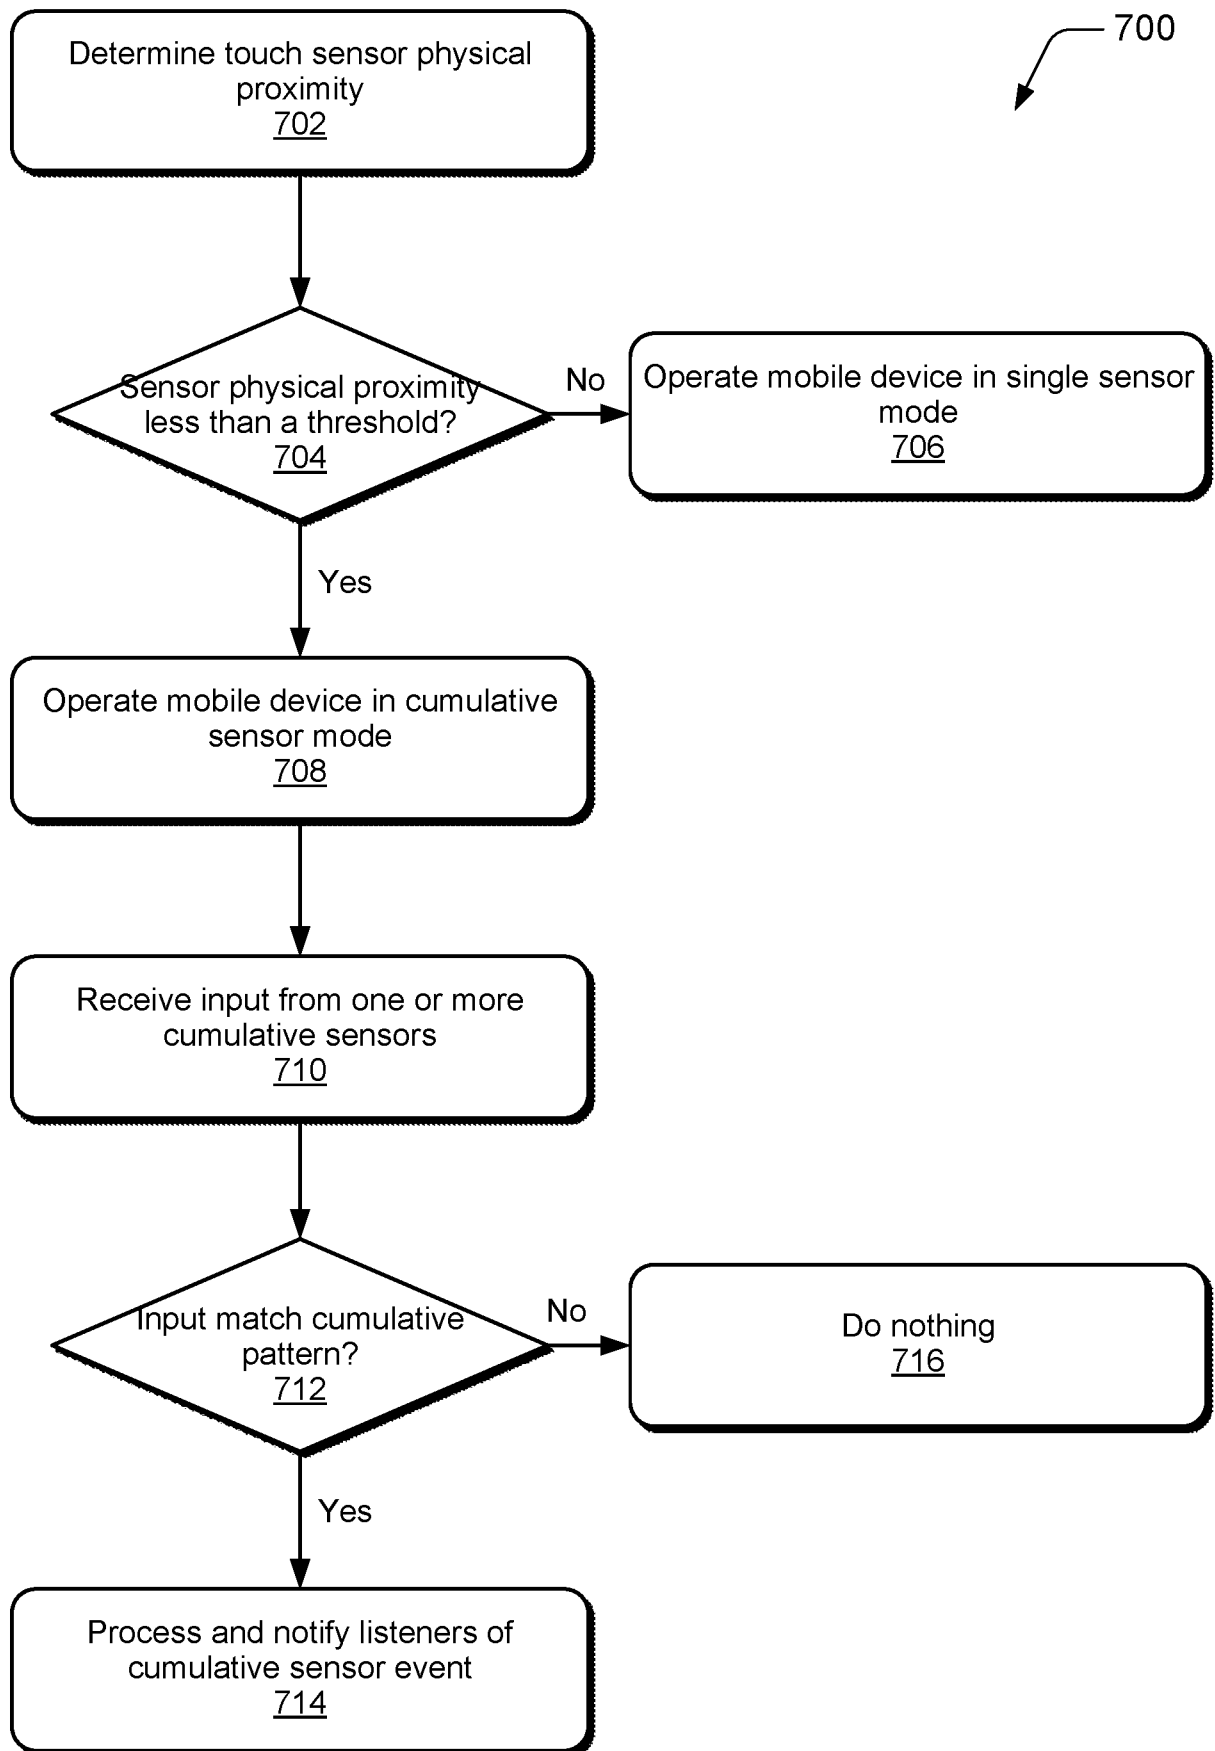 700
Determine touch sensor physical
proximity
702
Sensor physical proximity
less than a threshold?
704
No
Operate mobile device in single sensor
mode
706
Yes
Operate mobile device in cumulative
sensor mode
708
Receive input from one or more
cumulative sensors
710
Input match cumulative
pattern?
712
No
Do nothing
716
Yes
Process and notify listeners of
cumulative sensor event
714